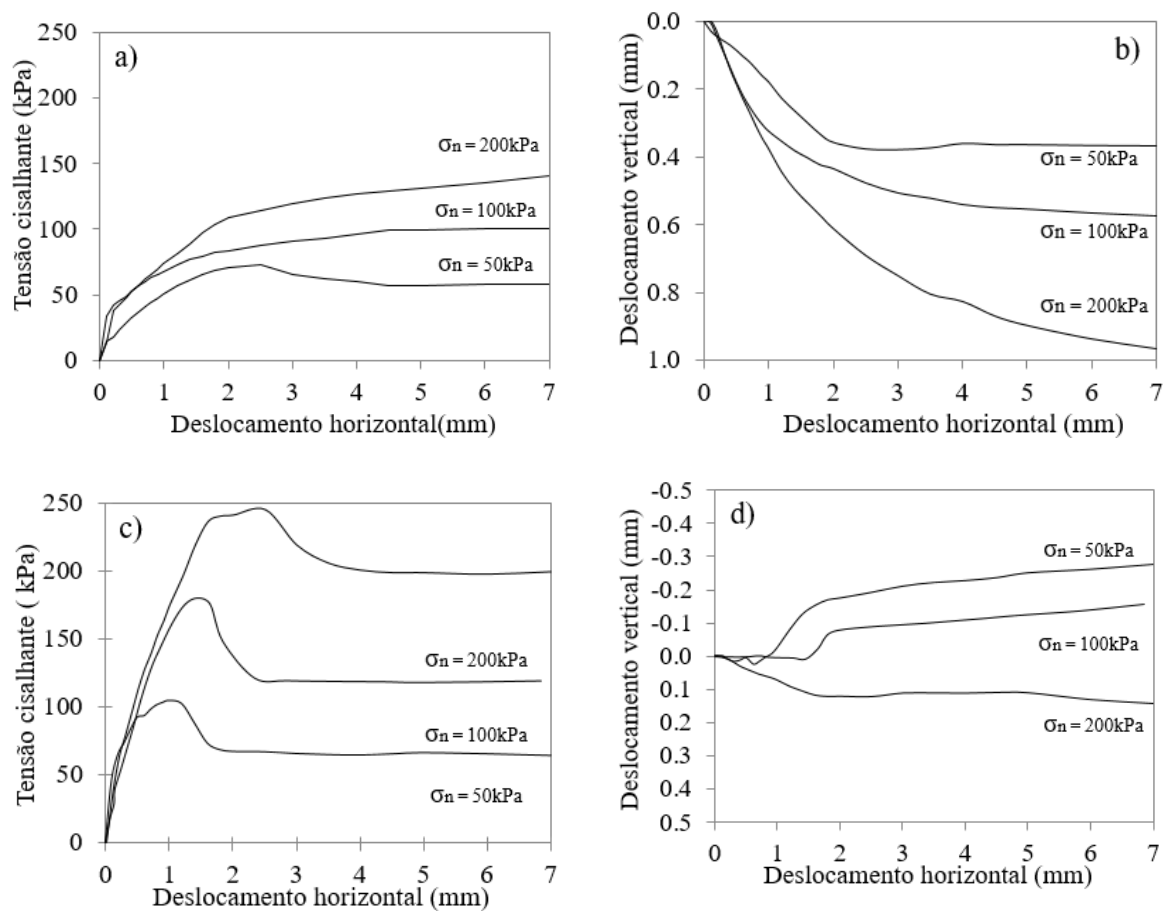 a)
Tensão cisalhante (kPa)
250
200
150
100
50
0
σn = 200kPa
σn = 100kPa
σn = 50kPa
0 1 2 3 4 5 6 7
Deslocamento horizontal(mm)
b)
Deslocamento vertical (mm)
0.0
0.2
0.4
0.6
0.8
1.0
σn = 50kPa
σn = 100kPa
σn = 200kPa
0 1 2 3 4 5 6 7
Deslocamento horizontal (mm)
c)
Tensão cisalhante ( kPa)
250
200
150
100
50
0
σn = 200kPa
σn = 100kPa
σn = 50kPa
0 1 2 3 4 5 6 7
Deslocamento horizontal (mm)
d)
Deslocamento vertical (mm)
-0.5
-0.4
-0.3
-0.2
-0.1
0.0
0.1
0.2
0.3
0.4
0.5
σn = 50kPa
σn = 100kPa
σn = 200kPa
0 1 2 3 4 5 6 7
Deslocamento horizontal (mm)